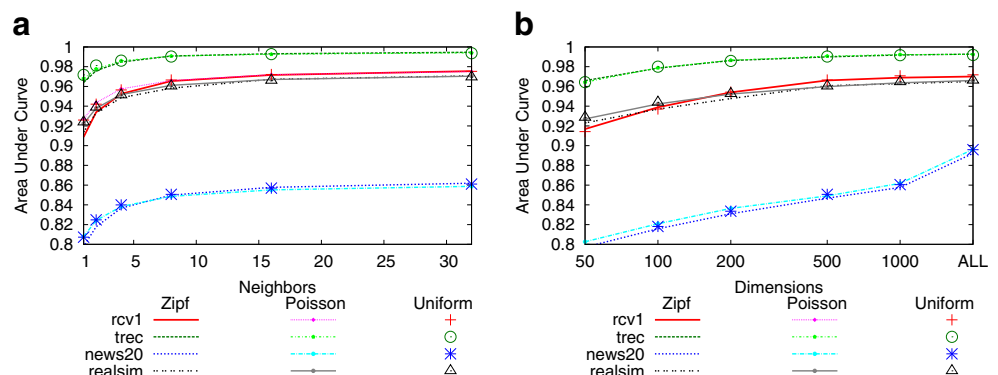 a
b
Area Under Curve
1
0.98
0.96
0.94
0.92
0.9
0.88
0.86
0.84
0.82
0.8
1 5 10 15 20 25 30
Neighbors
Zipf Poisson Uniform
rcv1
trec
news20
realsim
Area Under Curve
1
0.98
0.96
0.94
0.92
0.9
0.88
0.86
0.84
0.82
0.8
50 100 200 500 1000 ALL
Dimensions
Zipf Poisson Uniform
rcv1
trec
news20
realsim